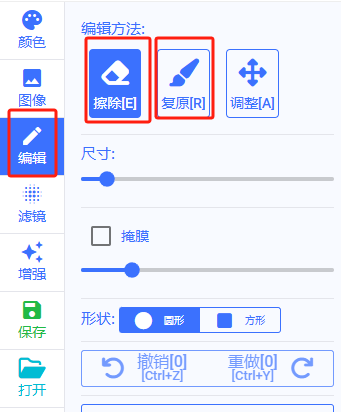 颜色
图像
编辑
滤镜
增强
保存
打开
编辑方法:
擦除[E]
复原[R]
调整[A]
尺寸:
掩膜
形状:
圆形
方形
撤销[0]
[Ctrl+Z]
重做[0]
[Ctrl+Y]